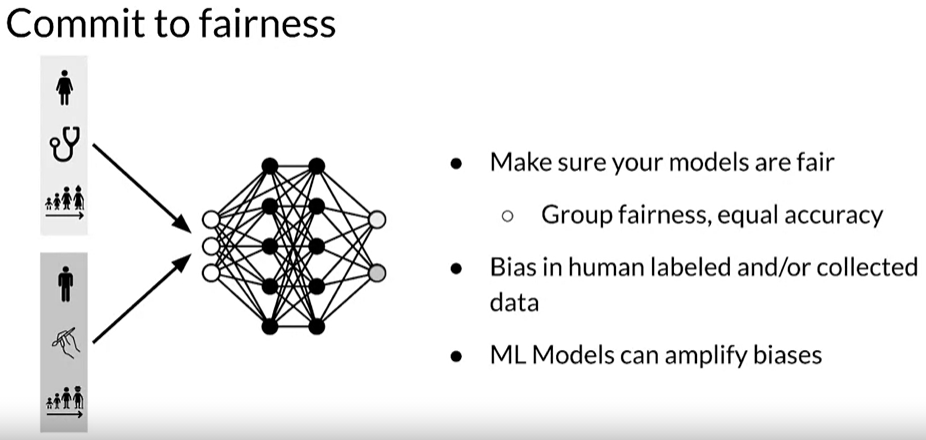 Commit to fairness
● Make sure your models are fair
○ Group fairness, equal accuracy
● Bias in human labeled and/or collected
data
● ML Models can amplify biases